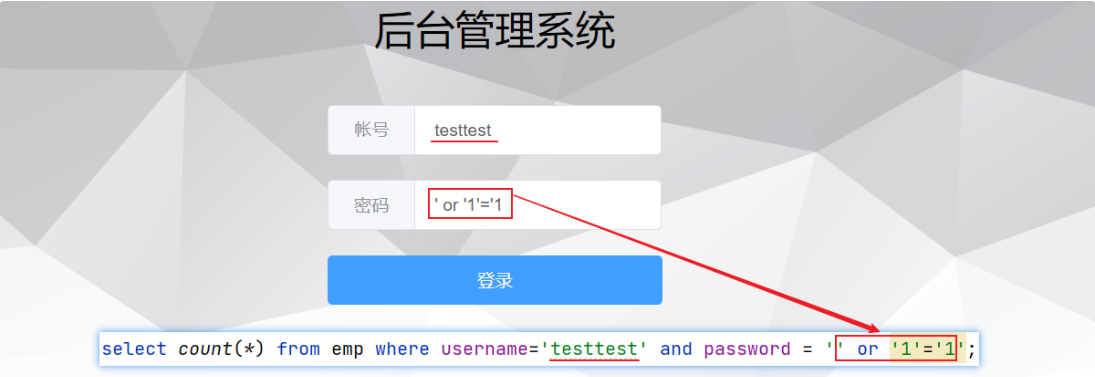 后台管理系统
帐号 testtest
密码 ' or '1'='1
登录
select count(*) from emp where username='testtest' and password = '' or '1'='1';